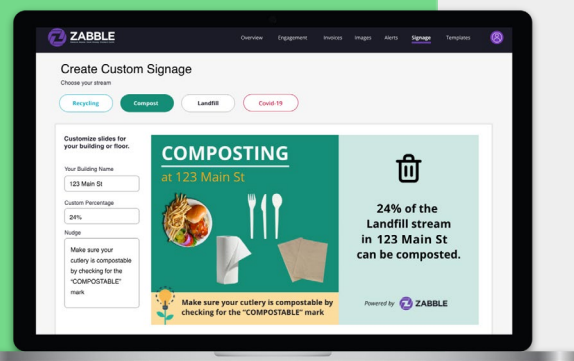 ZABBLE
Overview Engagement Invoices Images Alerts Signage Templates
Create Custom Signage
Choose your stream
Recycling Compost Landfill Covid-19
Customize slides for
your building or floor.
Your Building Name
123 Main St
Custom Percentage
24%
Nudge
Make sure your
cutlery is compostable
by checking for the
“COMPOSTABLE”
mark
COMPOSTING
at 123 Main St
Make sure your cutlery is compostable by
checking for the “COMPOSTABLE” mark
24% of the
Landfill stream
in 123 Main St
can be composted.
Powered by ZABBLE